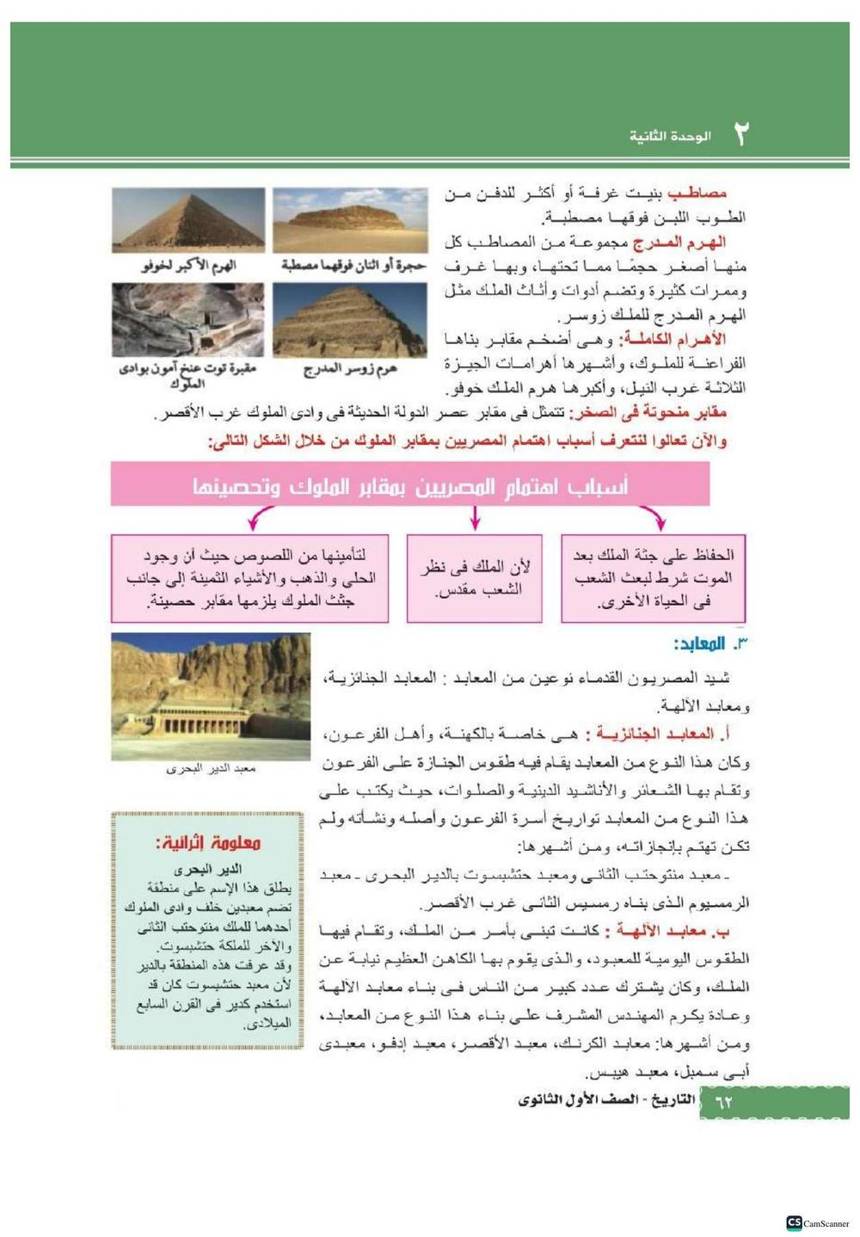 ٢ الوحدة الثانية
مصاطب بنيت غرفة أو أكثر للدفن من
الطوب اللبن فوقها مصطبة.
الهرم المدرج مجموعة من المصاطب كل
منها أصغر حجمًا مما تحتها، وبها غرف
وممرات كثيرة وتضم أدوات وأثاث الملك مثل
الهرم المدرج للملك زوسر.
الأهرام الكاملة: وهى أضخم مقابر بناها
الفراعنة للملوك، وأشهرها أهرامات الجيزة
الثلاثة غرب النيل، وأكبرها هرم الملك خوفو.
حجرة أو اثنان فوقهما مصطبة
الهرم الأكبر لخوفو
هرم زوسر المدرج
مقبرة توت عنخ آمون بوادى
الملوك
مقابر منحوتة فى الصخر: تتمثل فى مقابر عصر الدولة الحديثة فى وادى الملوك غرب الأقصر.
والآن تعالوا لنتعرف أسباب اهتمام المصريين بمقابر الملوك من خلال الشكل التالى:
أسباب اهتمام المصريين بمقابر الملوك وتحصينها
الحفاظ على جثة الملك بعد
الموت شرط لبعث الشعب
فى الحياة الأخرى.
لأن الملك فى نظر
الشعب مقدس.
لتأمينها من اللصوص حيث أن وجود
الحلى والذهب والأشياء الثمينة إلى جانب
جثث الملوك يلزمها مقابر حصينة.
٣. المعابد:
شيد المصريون القدماء نوعين من المعابد : المعابد الجنائزية،
ومعابد الآلهة.
أ. المعابد الجنائزية : هى خاصة بالكهنة، وأهل الفرعون،
وكان هذا النوع من المعابد يقام فيه طقوس الجنازة على الفرعون
وتقام بها الشعائر والأناشيد الدينية والصلوات، حيث يكتب على
هذا النوع من المعابد تواريخ أسرة الفرعون وأصله ونشأته ولم
تكن تهتم بإنجازاته، ومن أشهرها:
ـ معبد منتوحتب الثانى ومعبد حتشبسوت بالدير البحرى ـ معبد
الرمسيوم الذى بناه رمسيس الثانى غرب الأقصر.
ب. معابد الآلهة : كانت تبنى بأمر من الملك، وتقام فيها
الطقوس اليومية للمعبود، والذى يقوم بها الكاهن العظيم نيابة عن
الملك، وكان يشترك عدد كبير من الناس فى بناء معابد الآلهة
وعادة يكرم المهندس المشرف على بناء هذا النوع من المعابد،
ومن أشهرها: معابد الكرنك، معبد الأقصر، معبد إدفو، معبدى
أبى سمبل، معبد هيبس.
معبد الدير البحرى
معلومة إثرائية:
الدير البحرى
يطلق هذا الإسم على منطقة
تضم معبدين خلف وادى الملوك
أحدهما للملك منتوحتب الثانى
والآخر للملكة حتشبسوت.
وقد عرفت هذه المنطقة بالدير
لأن معبد حتشبسوت كان قد
استخدم كدير فى القرن السابع
الميلادى.
٦٢ التاريخ - الصف الأول الثانوى
CS CamScanner